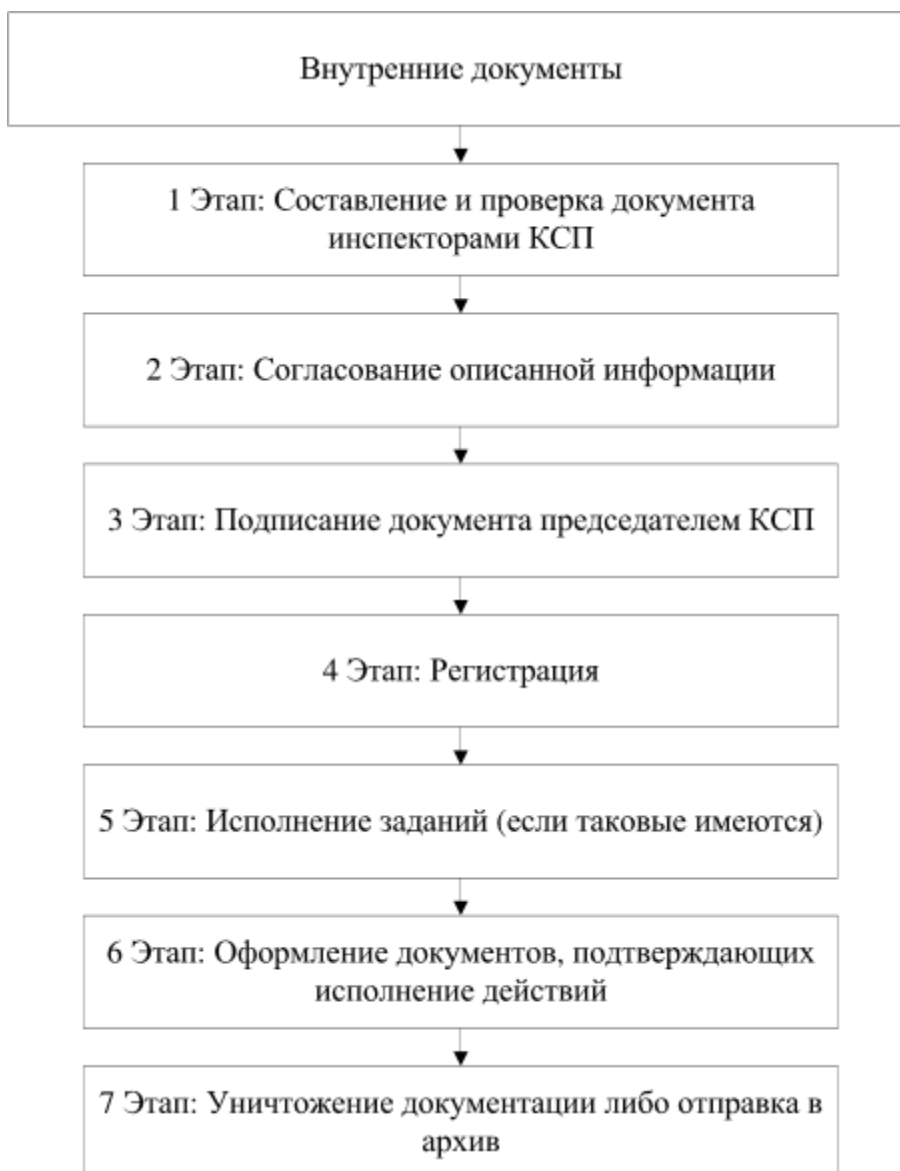 Внутренние документы
1 Этап: Составление и проверка документа
инспекторами КСП
2 Этап: Согласование описанной информации
3 Этап: Подписание документа председателем КСП
4 Этап: Регистрация
5 Этап: Исполнение заданий (если таковые имеются)
6 Этап: Оформление документов, подтверждающих
исполнение действий
7 Этап: Уничтожение документации либо отправка в
архив